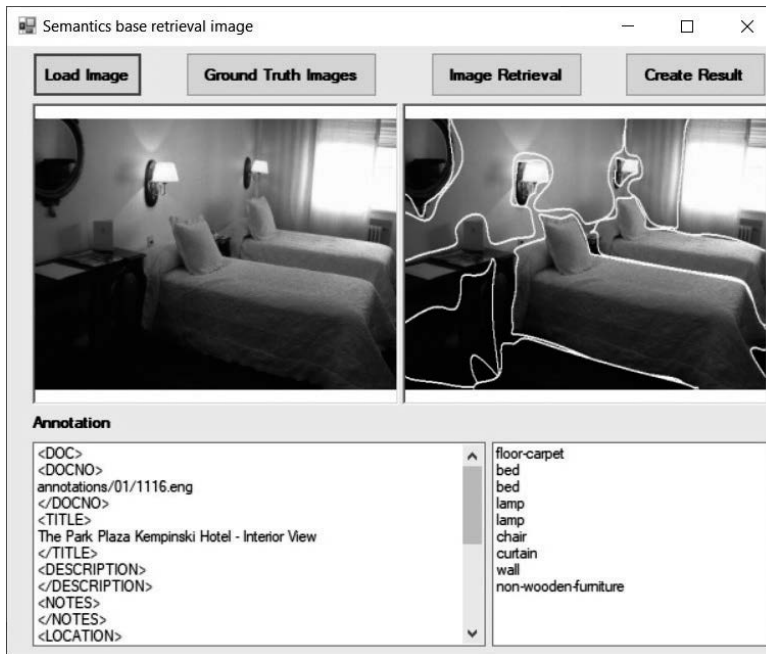 Semantics base retrieval image
Load Image Ground Truth Images Image Retrieval Create Result
Annotation
<DOC>
<DOCNO>
annotations/01/1116.eng
</DOCNO>
<TITLE>
The Park Plaza Kempinski Hotel - Interior View
</TITLE>
<DESCRIPTION>
</DESCRIPTION>
<NOTES>
</NOTES>
<LOCATION>
floor-carpet
bed
bed
lamp
lamp
chair
curtain
wall
non-wooden-furniture